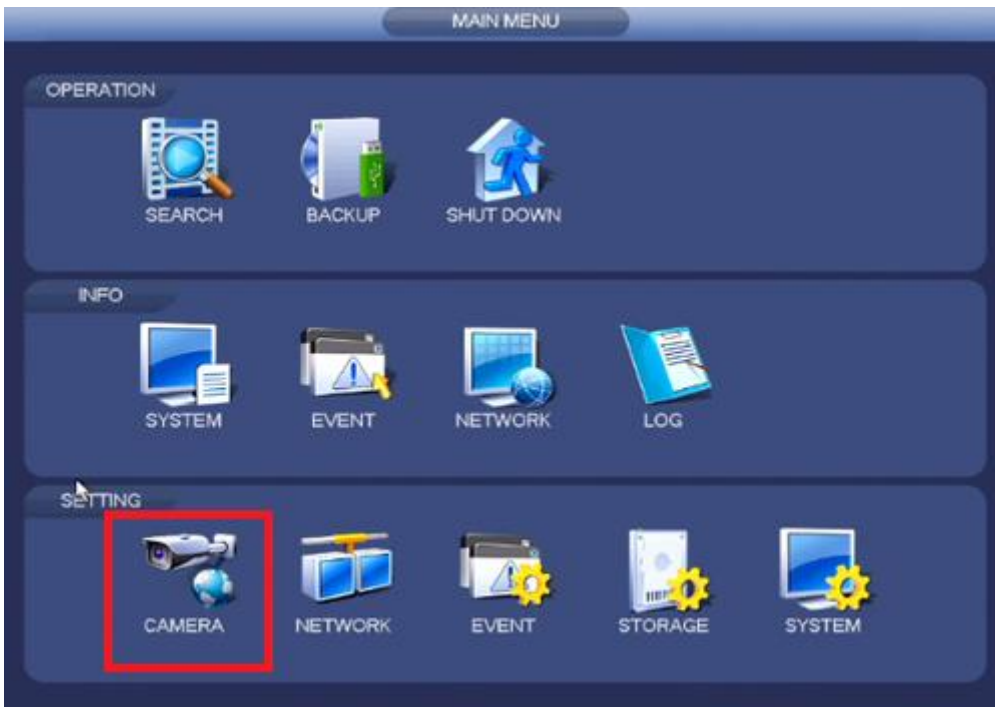 MAIN MENU
OPERATION
SEARCH BACKUP SHUT DOWN
INFO
SYSTEM EVENT NETWORK LOG
SETTING
CAMERA NETWORK EVENT STORAGE SYSTEM